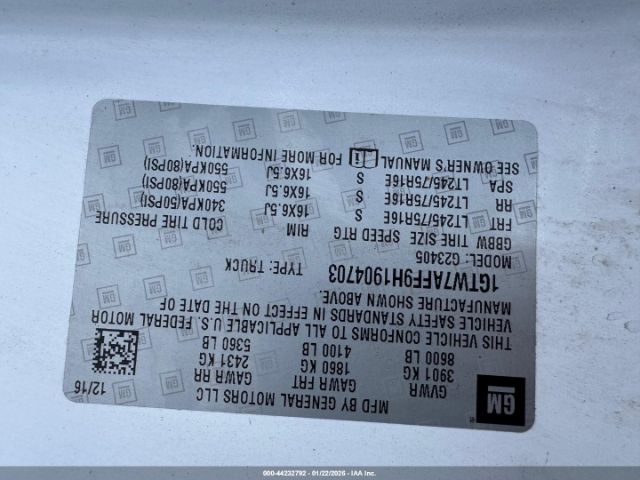 GM
MFD BY GENERAL MOTORS LLC
12/16
GVWR GAWR FRT GAWR RR
3901 KG 1860 KG 2431 KG
8600 LB 4100 LB 5360 LB
THIS VEHICLE CONFORMS TO ALL APPLICABLE U.S. FEDERAL MOTOR
VEHICLE SAFETY STANDARDS IN EFFECT ON THE DATE OF
MANUFACTURE SHOWN ABOVE.
1GTW7AFF9H1904703 TYPE: TRUCK
MODEL: G23405
GBBW TIRE SIZE SPEED RTG RIM COLD TIRE PRESSURE
FRT LT245/75R16E S 16X6.5J 340KPA(50PSI)
RR LT245/75R16E S 16X6.5J 550KPA(80PSI)
SPA LT245/75R16E S 16X6.5J 550KPA(80PSI)
SEE OWNER'S MANUAL FOR MORE INFORMATION.
000-44232792 - 01/22/2026 - IAA Inc.